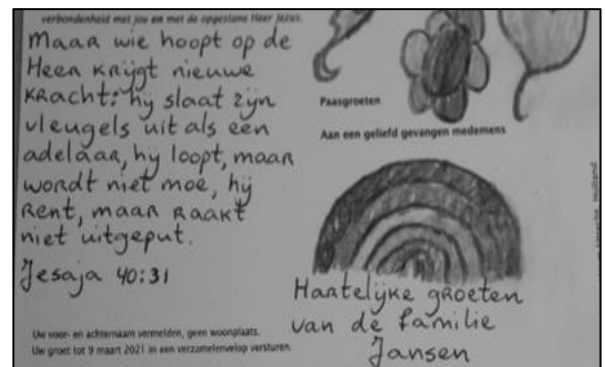 verbondenheid met jou en met de opgestane Heer Jezus.
Maar wie hoopt op de
Heer krijgt nieuwe
kracht: hij slaat zijn
vleugels uit als een
adelaar, hij loopt, maar
wordt niet moe, hij
rent, maar raakt
niet uitgeput.
Jesaja 40:31
Uw voor- en achternaam vermelden, geen woonplaats.
Uw groet tot 9 maart 2021 in een verzamelenvelop versturen.
Paasgroeten
Aan een geliefd gevangen medemens
Hartelijke groeten
van de familie
Jansen